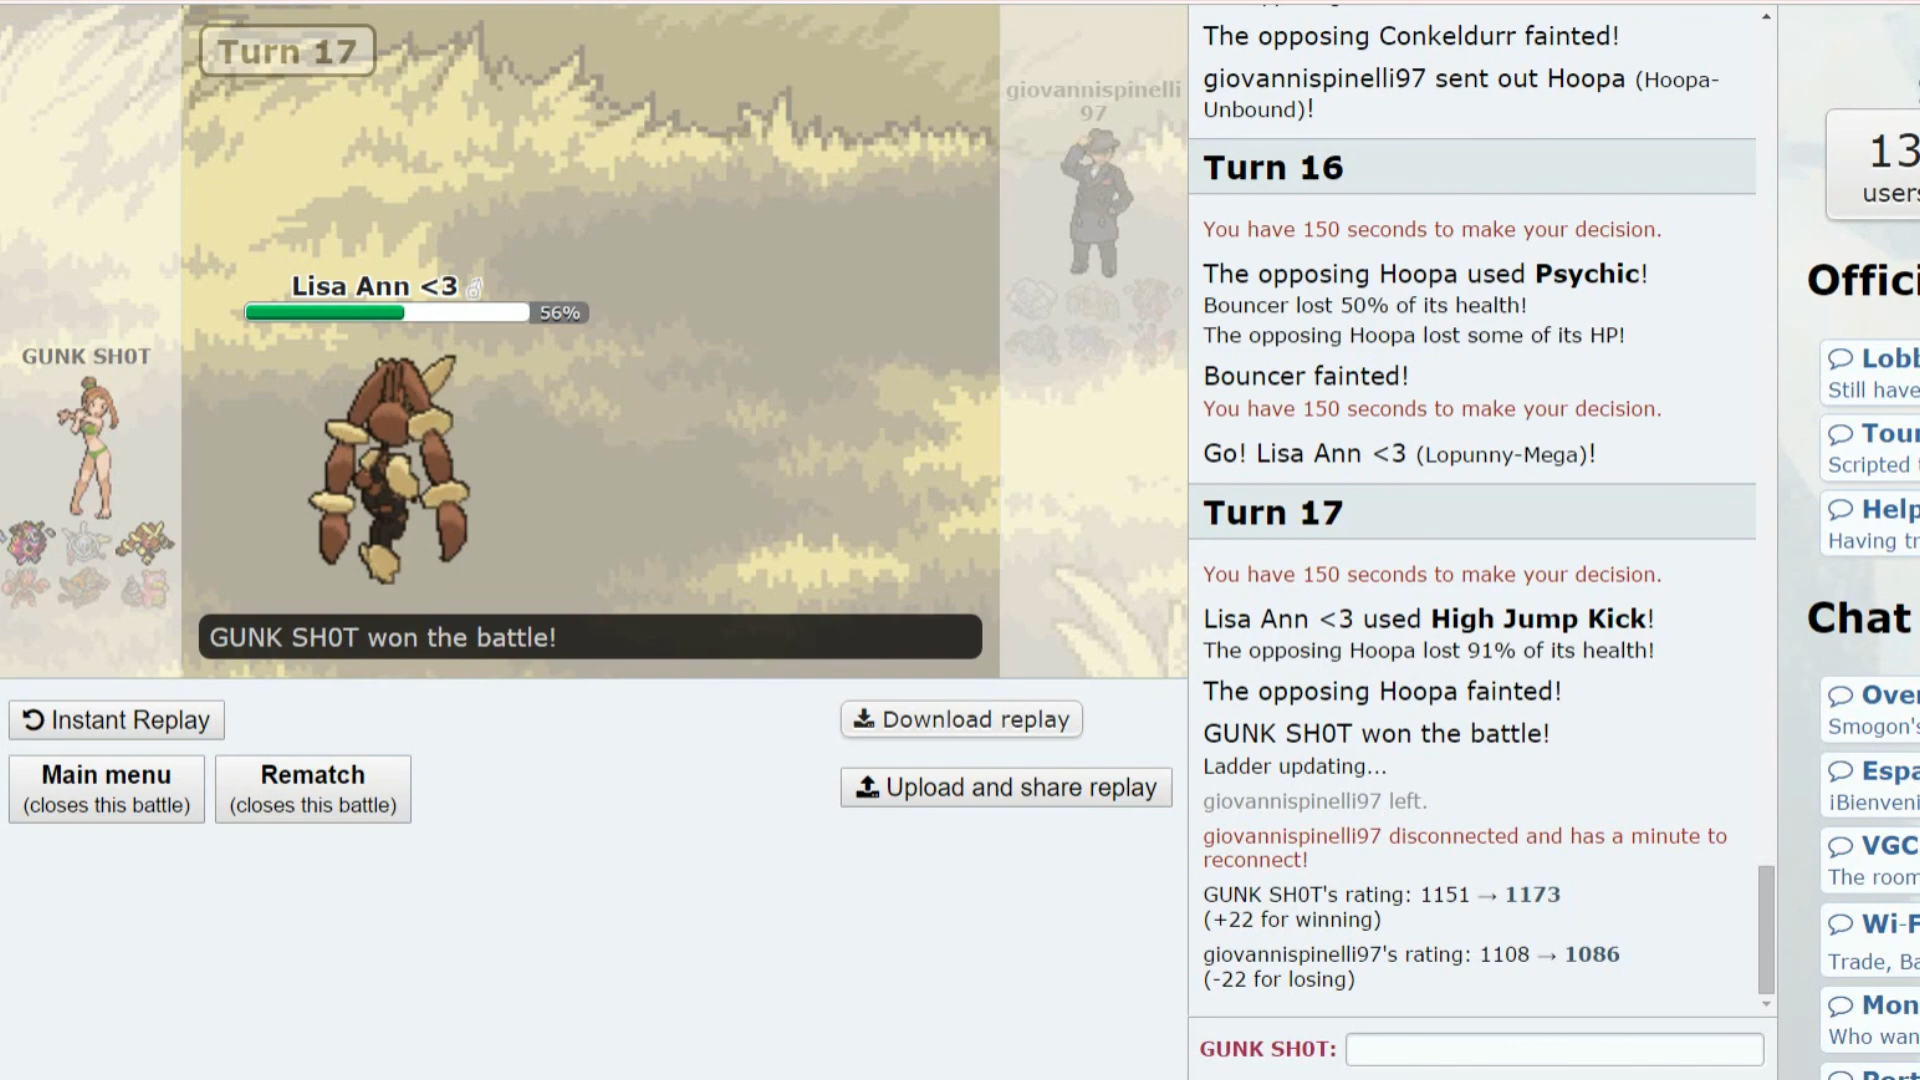 Turn 17
giovannispinelli
97
Lisa Ann <3
56%
GUNK SH0T
GUNK SH0T won the battle!
Instant Replay
Download replay
Main menu
(closes this battle)
Rematch
(closes this battle)
Upload and share replay
The opposing Conkeldurr fainted!
giovannispinelli97 sent out Hoopa (Hoopa-
Unbound)!
Turn 16
You have 150 seconds to make your decision.
The opposing Hoopa used Psychic!
Bouncer lost 50% of its health!
The opposing Hoopa lost some of its HP!
Bouncer fainted!
You have 150 seconds to make your decision.
Go! Lisa Ann <3 (Lopunny-Mega)!
Turn 17
You have 150 seconds to make your decision.
Lisa Ann <3 used High Jump Kick!
The opposing Hoopa lost 91% of its health!
The opposing Hoopa fainted!
GUNK SH0T won the battle!
Ladder updating...
giovannispinelli97 left.
giovannispinelli97 disconnected and has a minute to
reconnect!
GUNK SH0T's rating: 1151 → 1173
(+22 for winning)
giovannispinelli97's rating: 1108 → 1086
(-22 for losing)
GUNK SH0T:
13
users
Offici
Lobb
Still have
Tour
Scripted
Help
Having tr
Chat
Over
Smogon's
Espa
¡Bienveni
VGC
The room
Wi-F
Trade, Ba
Mon
Who wan